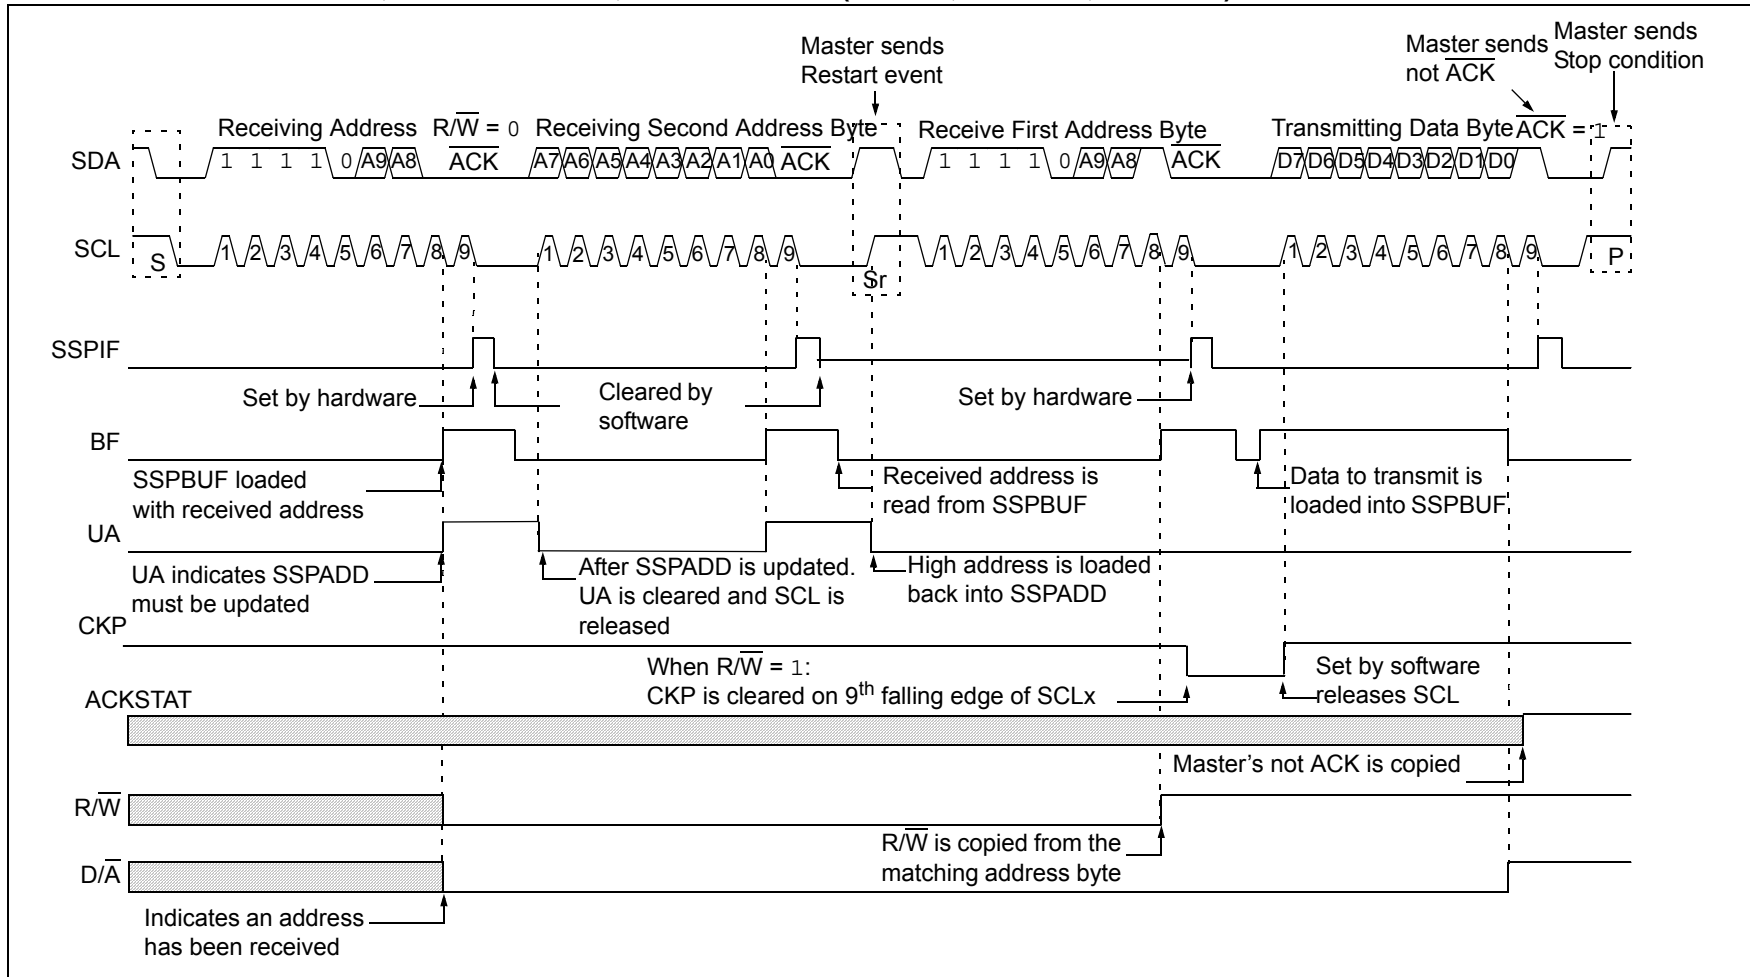 Master sends
Restart event
Master sends
not ACK
Master sends
Stop condition
Receiving Address R/W = 0 Receiving Second Address Byte Receive First Address Byte Transmitting Data Byte ACK = 1
SDA 1 1 1 1 0 A9 A8 ACK A7 A6 A5 A4 A3 A2 A1 A0 ACK 1 1 1 1 0 A9 A8 ACK D7 D6 D5 D4 D3 D2 D1 D0
SCL S 1 2 3 4 5 6 7 8 9 1 2 3 4 5 6 7 8 9 Sr 1 2 3 4 5 6 7 8 9 1 2 3 4 5 6 7 8 9 P
SSPIF
Set by hardware
Cleared by
software
Set by hardware
BF
SSPBUF loaded
with received address
Received address is
read from SSPBUF
Data to transmit is
loaded into SSPBUF
UA
UA indicates SSPADD
must be updated
After SSPADD is updated.
UA is cleared and SCL is
released
High address is loaded
back into SSPADD
CKP
When R/W = 1:
CKP is cleared on 9th falling edge of SCLx
Set by software
releases SCL
ACKSTAT
Master's not ACK is copied
R/W
R/W is copied from the
matching address byte
D/A
Indicates an address
has been received